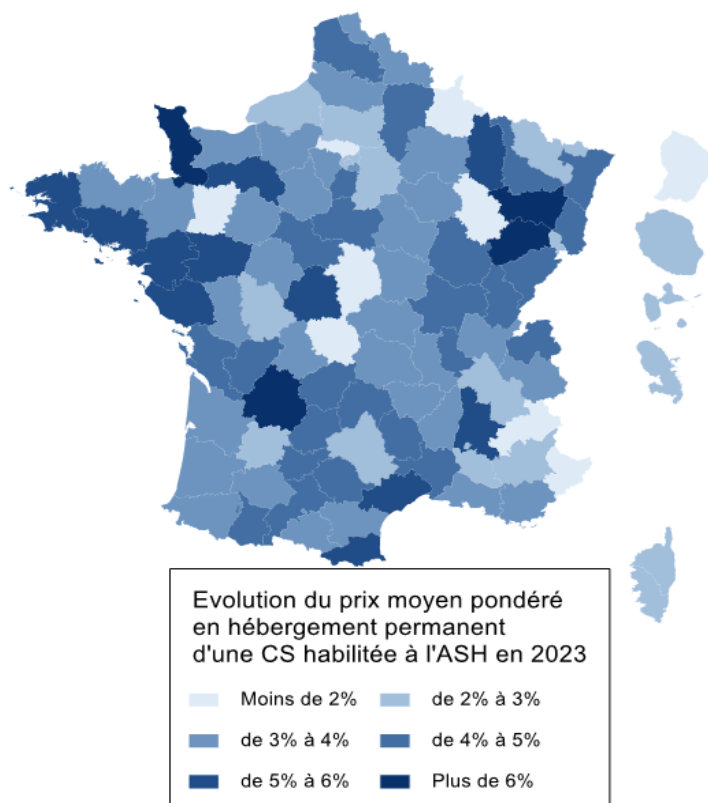 Evolution du prix moyen pondéré
en hébergement permanent
d'une CS habilitée à l'ASH en 2023
Moins de 2%
de 2% à 3%
de 3% à 4%
de 4% à 5%
de 5% à 6%
Plus de 6%